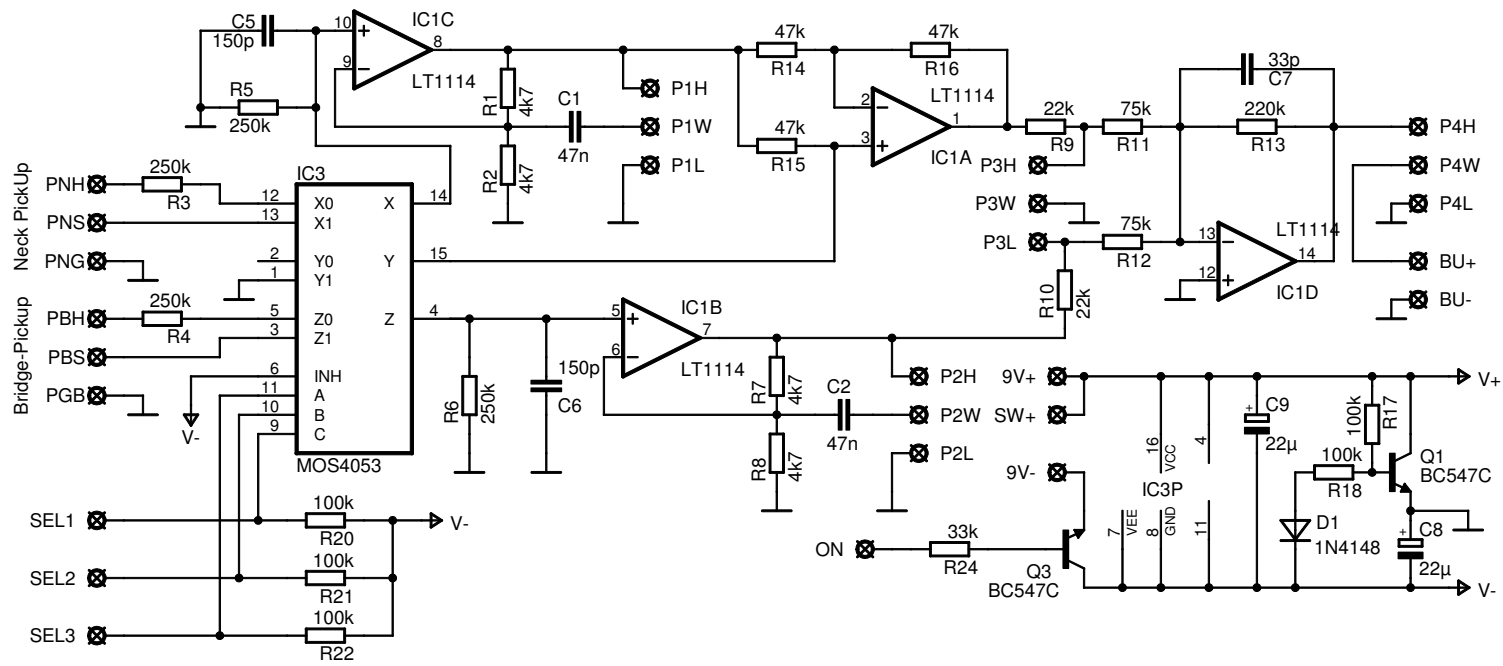 C5
150p
R5
250k
10
9
8
IC1C
LT1114
R1
4k7
R2
4k7
C1
47n
P1H
P1W
P1L
47k
R14
47k
R15
47k
R16
2
3
1
LT1114
IC1A
22k
R9
75k
R11
33p
C7
220k
R13
P3H
P3W
P3L
75k
R12
R10
22k
13
12
14
LT1114
IC1D
P4H
P4W
P4L
BU+
BU-
Neck PickUp
PNH
PNS
PNG
250k
R3
Bridge-Pickup
PBH
PBS
PGB
250k
R4
V-
IC3
12
13
2
1
5
3
6
11
10
9
X0
X1
Y0
Y1
Z0
Z1
INH
A
B
C
X
Y
Z
14
15
4
MOS4053
R6
250k
150p
C6
5
6
7
IC1B
LT1114
R7
4k7
R8
4k7
C2
47n
P2H
P2W
P2L
SEL1
SEL2
SEL3
100k
R20
100k
R21
100k
R22
V-
9V+
SW+
9V-
ON
33k
R24
Q3
BC547C
16
VCC
4
IC3P
7
VEE
8
GND
11
+
C9
22µ
100k
R17
100k
R18
D1
1N4148
Q1
BC547C
+
C8
22µ
V+
V-